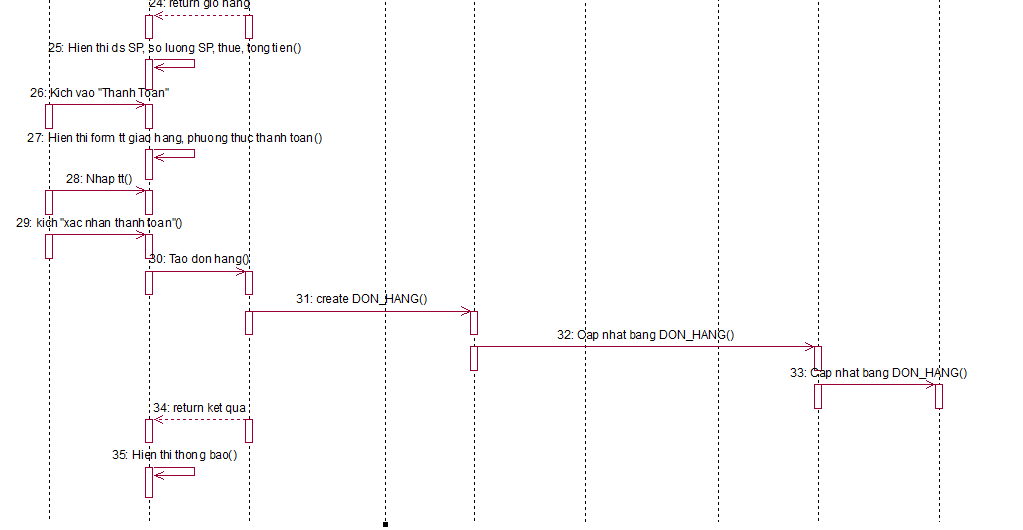 24: return gio hang
25: Hien thi ds SP, so luong SP, thue, tong tien()
26: Kich vao "Thanh Toan"
27: Hien thi form tt giao hang, phuong thuc thanh toan()
28: Nhap tt()
29: kich "xac nhan thanh toan"()
30: Tao don hang()
31: create DON_HANG()
32: Cap nhat bang DON_HANG()
33: Cap nhat bang DON_HANG()
34: return ket qua
35: Hien thi thong bao()